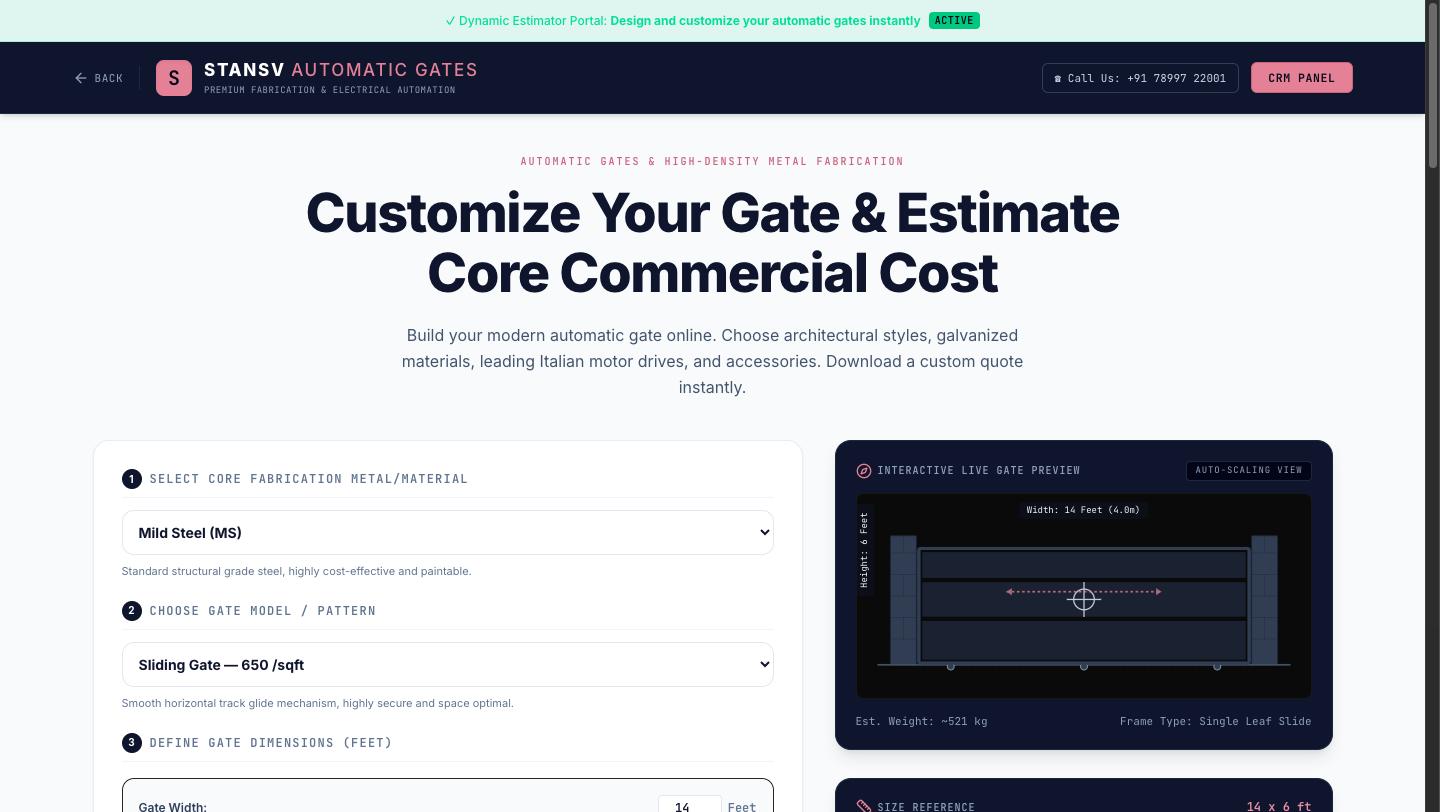 ✓ Dynamic Estimator Portal: Design and customize your automatic gates instantly ACTIVE
← BACK
S
STANSV AUTOMATIC GATES
PREMIUM FABRICATION & ELECTRICAL AUTOMATION
☎ Call Us: +91 78997 22001
CRM PANEL
AUTOMATIC GATES & HIGH-DENSITY METAL FABRICATION
Customize Your Gate & Estimate
Core Commercial Cost
Build your modern automatic gate online. Choose architectural styles, galvanized
materials, leading Italian motor drives, and accessories. Download a custom quote
instantly.
1 SELECT CORE FABRICATION METAL/MATERIAL
Mild Steel (MS)
Standard structural grade steel, highly cost-effective and paintable.
2 CHOOSE GATE MODEL / PATTERN
Sliding Gate — 650 /sqft
Smooth horizontal track glide mechanism, highly secure and space optimal.
3 DEFINE GATE DIMENSIONS (FEET)
Gate Width: 14 Feet
INTERACTIVE LIVE GATE PREVIEW
AUTO-SCALING VIEW
Width: 14 Feet (4.0m)
Height: 6 Feet
Est. Weight: ~521 kg
Frame Type: Single Leaf Slide
SIZE REFERENCE
14 x 6 ft